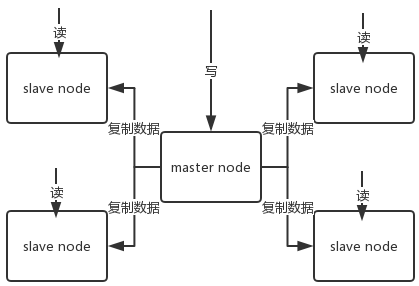 读
读
slave node
写
slave node
复制数据
复制数据
master node
读
读
复制数据
复制数据
slave node
slave node